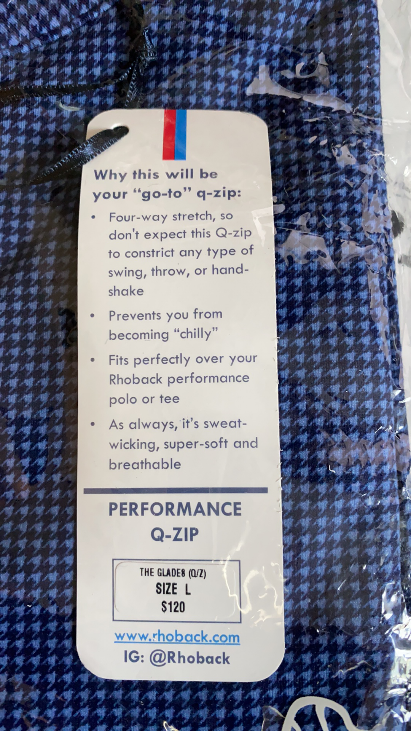 Why this will be
your "go-to" q-zip:
• Four-way stretch, so
don't expect this Q-zip
to constrict any type of
swing, throw, or hand-
shake
• Prevents you from
becoming "chilly"
• Fits perfectly over your
Rhoback performance
polo or tee
• As always, it's sweat-
wicking, super-soft and
breathable
PERFORMANCE
Q-ZIP
THE GLADES (Q/Z)
SIZE L
$120
www.rhoback.com
IG: @Rhoback